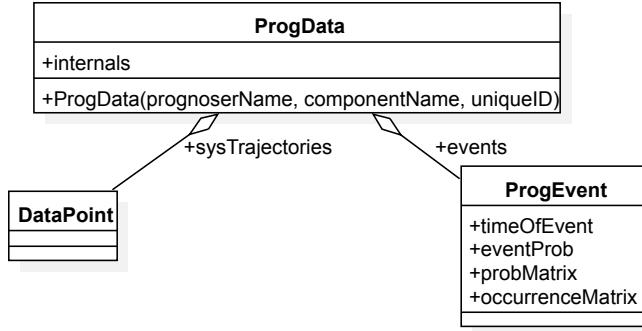 ProgData
+internals
+ProgData(prognoserName, componentName, uniqueID)
+sysTrajectories
+events
DataPoint
ProgEvent
+timeOfEvent
+eventProb
+probMatrix
+occurrenceMatrix